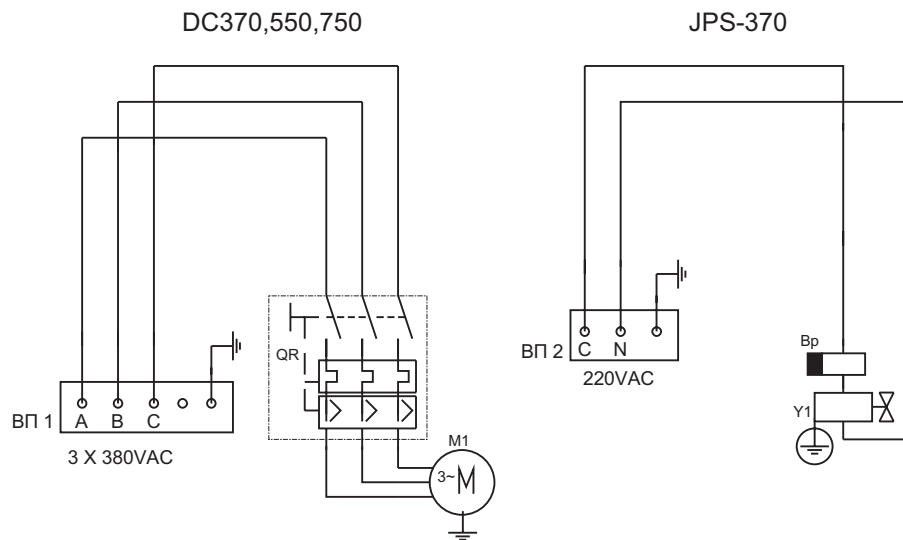 DC370,550,750
JPS-370
QR
ВП 1
A B C
3 X 380VAC
M1
3~M
ВП 2
C N
220VAC
Bp
Y1